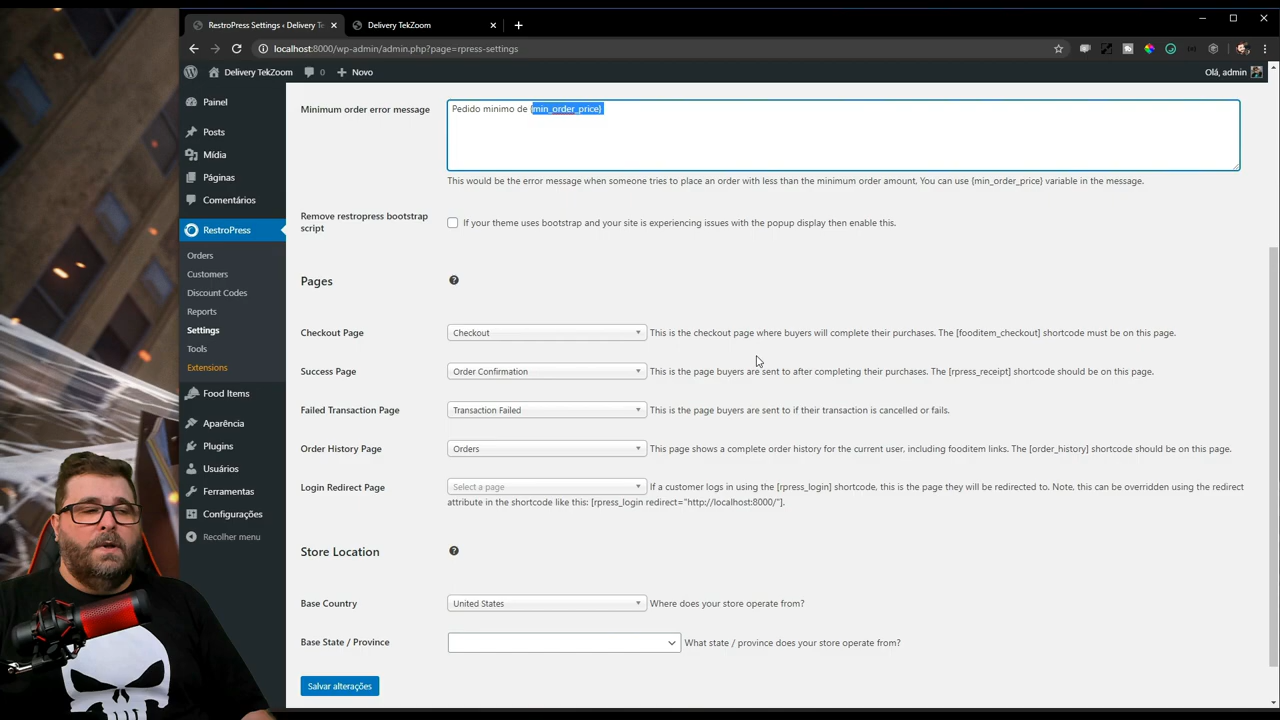 RestroPress Settings ‹ Delivery T
Delivery TekZoom
localhost:8000/wp-admin/admin.php?page=rpress-settings
Delivery TekZoom
0
Novo
Olá, admin
Painel
Posts
Mídia
Páginas
Comentários
RestroPress
Orders
Customers
Discount Codes
Reports
Settings
Tools
Extensions
Food Items
Aparência
Plugins
Usuários
Ferramentas
Configurações
Recolher menu
Minimum order error message
Pedido minimo de {min_order_price}
This would be the error message when someone tries to place an order with less than the minimum order amount, You can use {min_order_price} variable in the message.
Remove restropress bootstrap
script
If your theme uses bootstrap and your site is experiencing issues with the popup display then enable this.
Pages
Checkout Page
Checkout
This is the checkout page where buyers will complete their purchases. The [fooditem_checkout] shortcode must be on this page.
Success Page
Order Confirmation
This is the page buyers are sent to after completing their purchases. The [rpress_receipt] shortcode should be on this page.
Failed Transaction Page
Transaction Failed
This is the page buyers are sent to if their transaction is cancelled or fails.
Order History Page
Orders
This page shows a complete order history for the current user, including fooditem links. The [order_history] shortcode should be on this page.
Login Redirect Page
Select a page
If a customer logs in using the [rpress_login] shortcode, this is the page they will be redirected to. Note, this can be overridden using the redirect
attribute in the shortcode like this: [rpress_login redirect="http://localhost:8000/"].
Store Location
Base Country
United States
Where does your store operate from?
Base State / Province
What state / province does your store operate from?
Salvar alterações